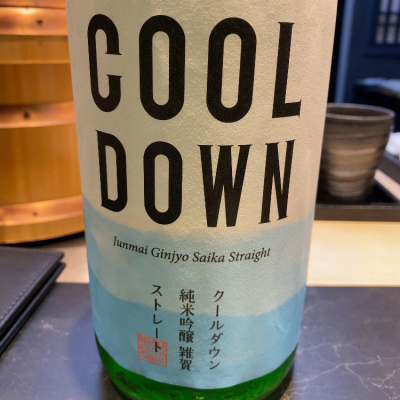 COOL
DOWN
Junmai Ginjyo Saika Straight
クールダウン
純米吟醸 雑賀
ストレート